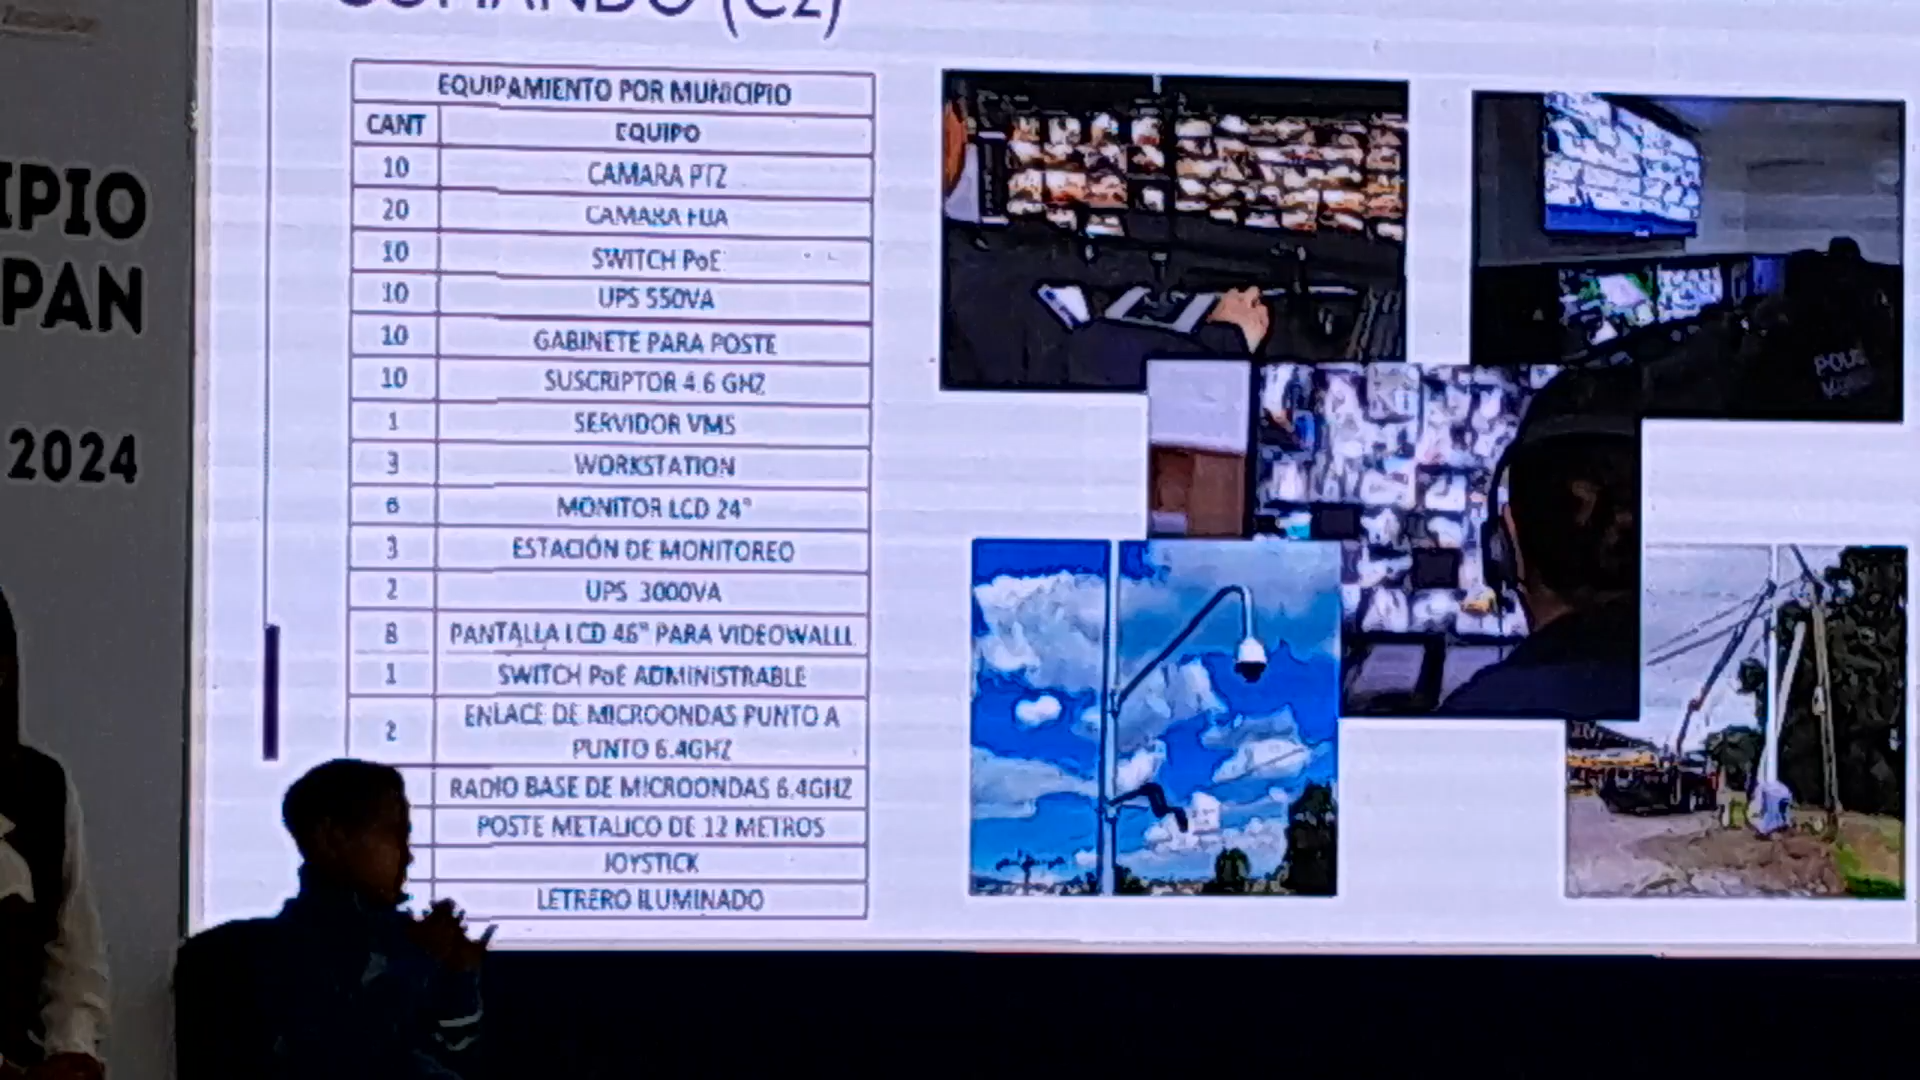 COMANDO (C2)
IPIO
PAN
2024
EQUIPAMIENTO POR MUNICIPIO
CANT EQUIPO
10 CAMARA PTZ
20 CAMARA FIJA
10 SWITCH PoE
10 UPS 550VA
10 GABINETE PARA POSTE
10 SUSCRIPTOR 4.6 GHZ
1 SERVIDOR VMS
3 WORKSTATION
6 MONITOR LCD 24"
3 ESTACIÓN DE MONITOREO
2 UPS 3000VA
8 PANTALLA LCD 46" PARA VIDEOWALLL
1 SWITCH PoE ADMINISTRABLE
2 ENLACE DE MICROONDAS PUNTO A
PUNTO 6.4GHZ
RADIO BASE DE MICROONDAS 6.4GHZ
POSTE METALICO DE 12 METROS
JOYSTICK
LETRERO ILUMINADO